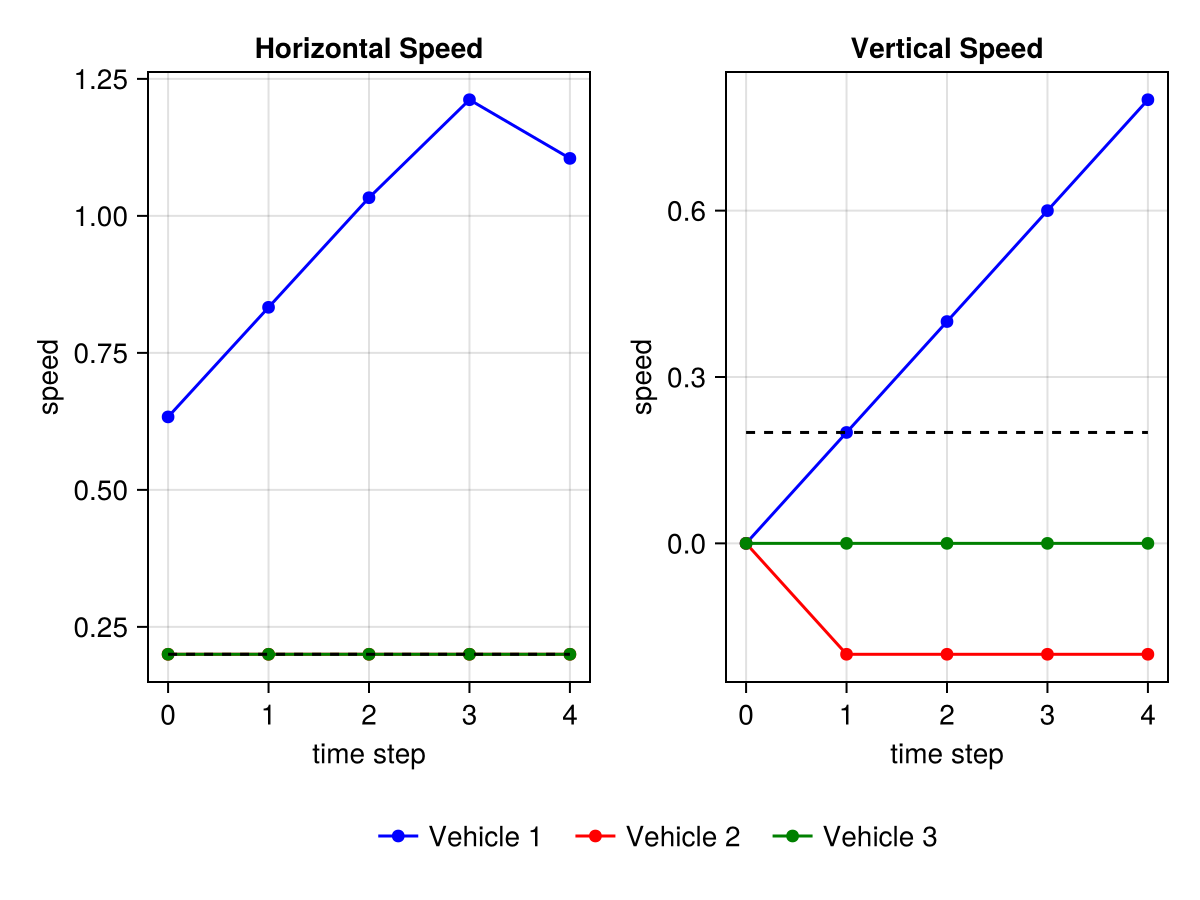 Horizontal Speed
1.25
1.00
0.75
0.50
0.25
speed
0 1 2 3 4
time step
Vertical Speed
0.6
0.3
0.0
speed
0 1 2 3 4
time step
Vehicle 1 Vehicle 2 Vehicle 3